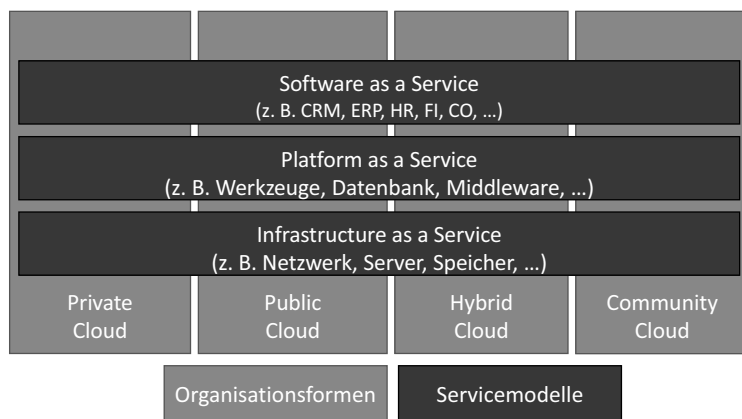 Software as a Service
(z. B. CRM, ERP, HR, FI, CO, …)
Platform as a Service
(z. B. Werkzeuge, Datenbank, Middleware, …)
Infrastructure as a Service
(z. B. Netzwerk, Server, Speicher, …)
Private
Cloud
Public
Cloud
Hybrid
Cloud
Community
Cloud
Organisationsformen
Servicemodelle